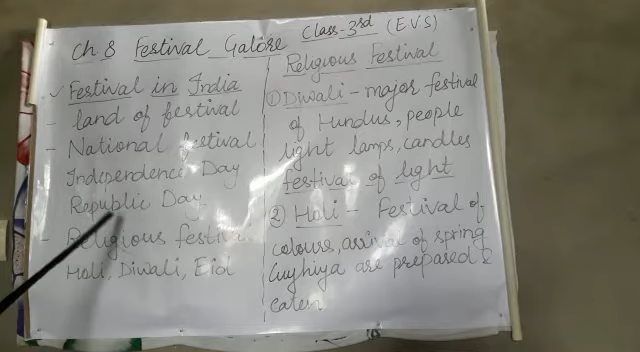 Ch 8 Festival Galore Class-3rd (EVS)
✓ Festival in India
- land of festival
- National festival
Independence Day
Republic Day
- Religious festival
Holi, Diwali, Eid
Religious Festival
① Diwali - major festival
of Hundus, people
light lamps, candles
festival of light
② Holi - Festival of
colours, arrival of spring
Gujhiya are prepared &
eaten